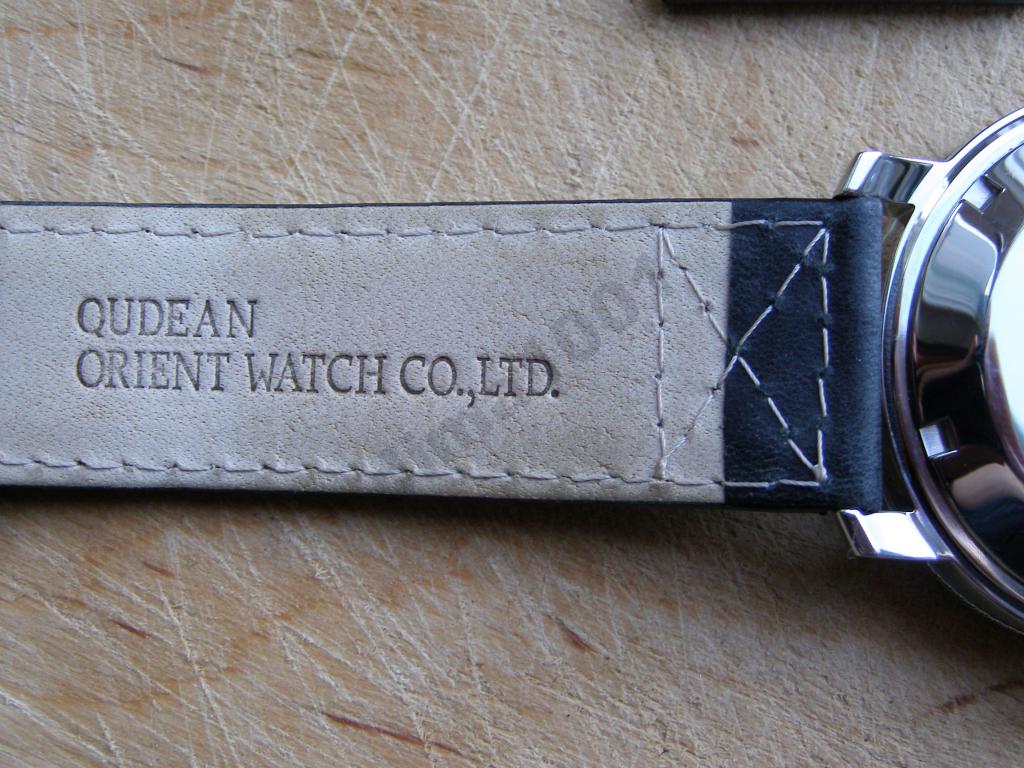 QUDEAN
ORIENT WATCH CO.,LTD.